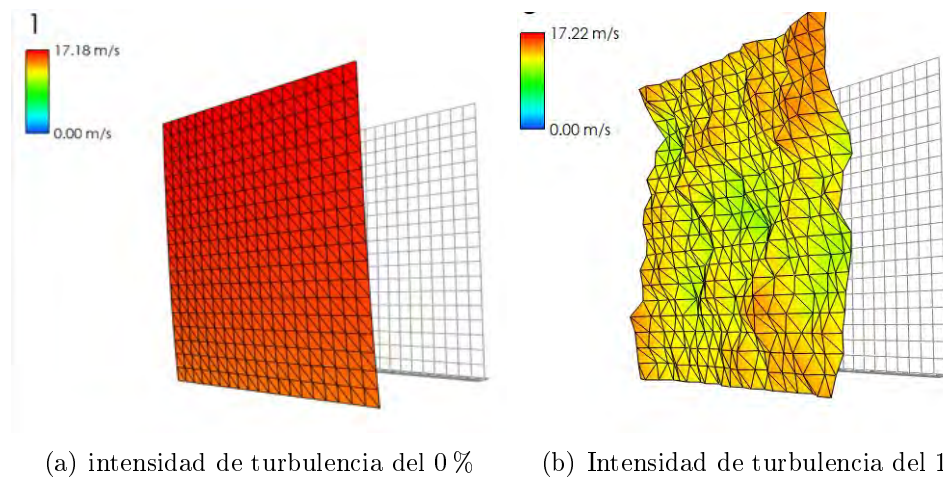 1
17.18 m/s
0.00 m/s
17.22 m/s
0.00 m/s
(a) intensidad de turbulencia del 0 %
(b) Intensidad de turbulencia del 1